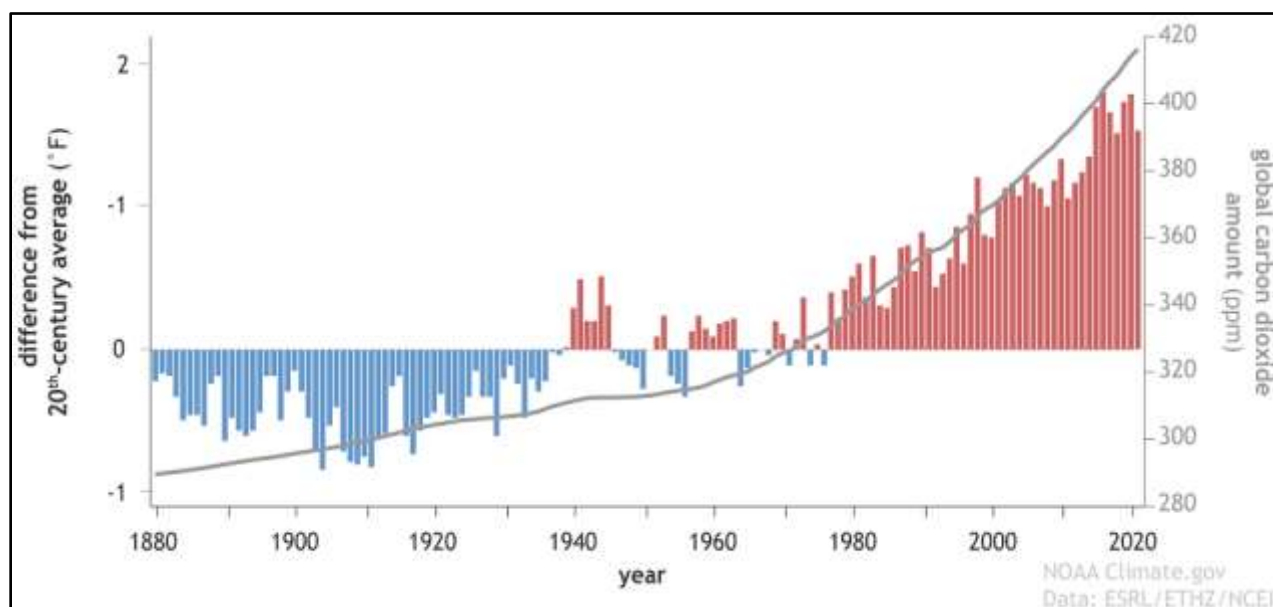 difference from
20th-century average (°F)
2
-1
0
-1
420
400
380
360
340
320
300
280
global carbon dioxide
amount (ppm)
1880
1900
1920
1940
1960
1980
2000
2020
year
NOAA Climate.gov
Data: ESRL/ETHZ/NCEI